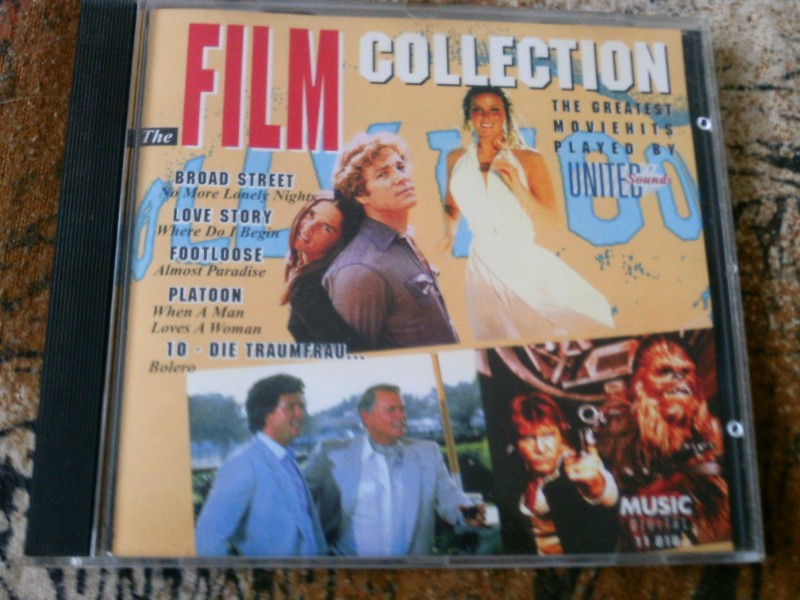 The FILM COLLECTION
THE GREATEST
MOVIEHITS
PLAYED BY
UNITED Sounds
BROAD STREET
No More Lonely Nights
LOVE STORY
Where Do I Begin
FOOTLOOSE
Almost Paradise
PLATOON
When A Man
Loves A Woman
10 - DIE TRAUMFRAU...
Bolero
MUSIC
DIGITAL